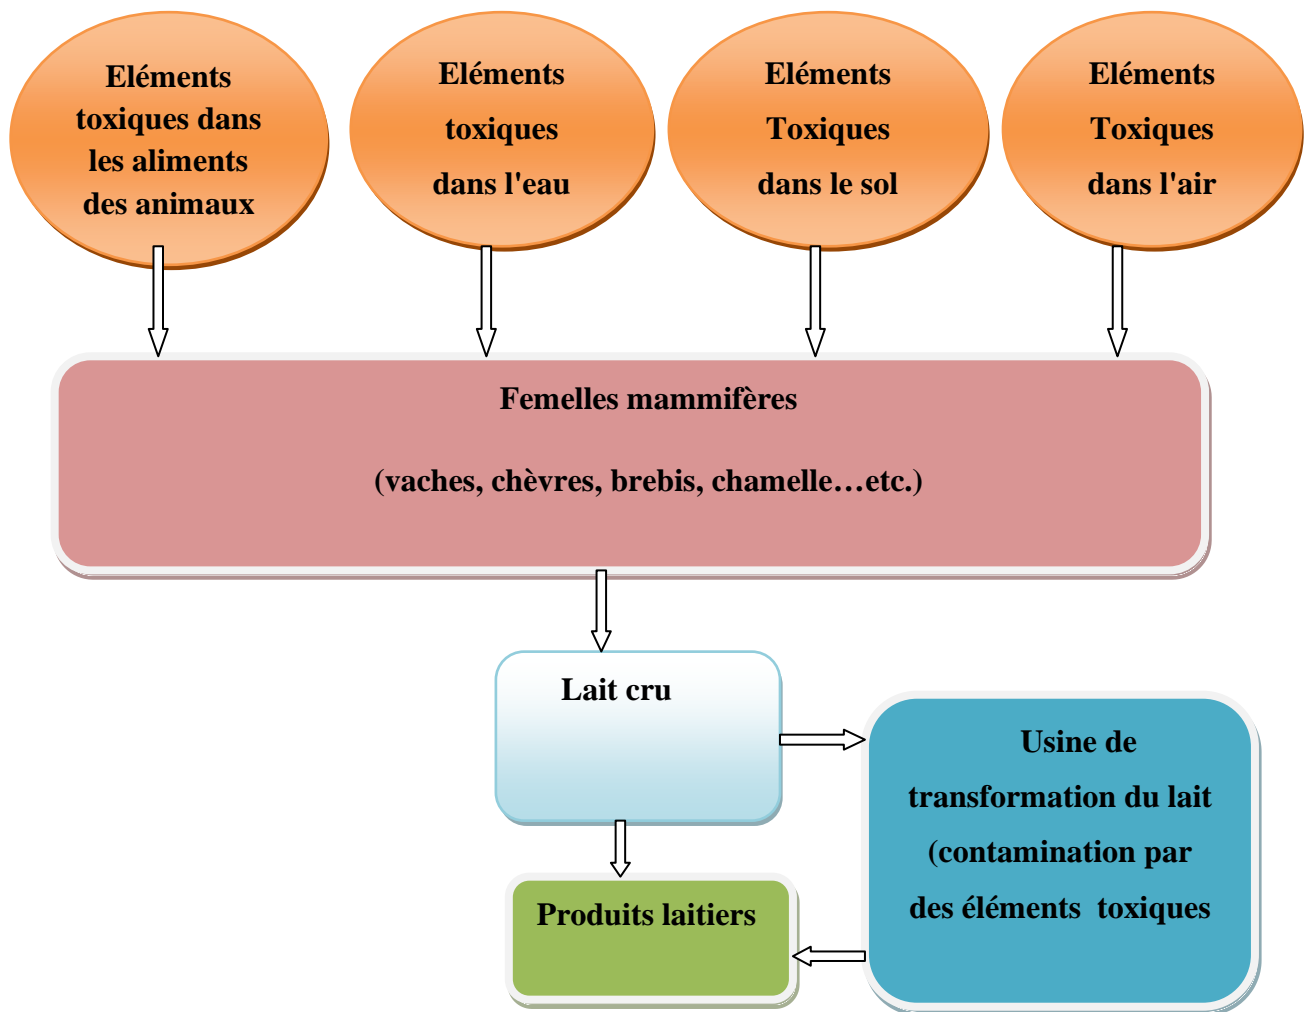 Eléments
toxiques dans
les aliments
des animaux
Eléments
toxiques
dans l'eau
Eléments
Toxiques
dans le sol
Eléments
Toxiques
dans l'air
Femelles mammifères
(vaches, chèvres, brebis, chamelle…etc.)
Lait cru
Usine de
transformation du lait
(contamination par
des éléments toxiques
Produits laitiers